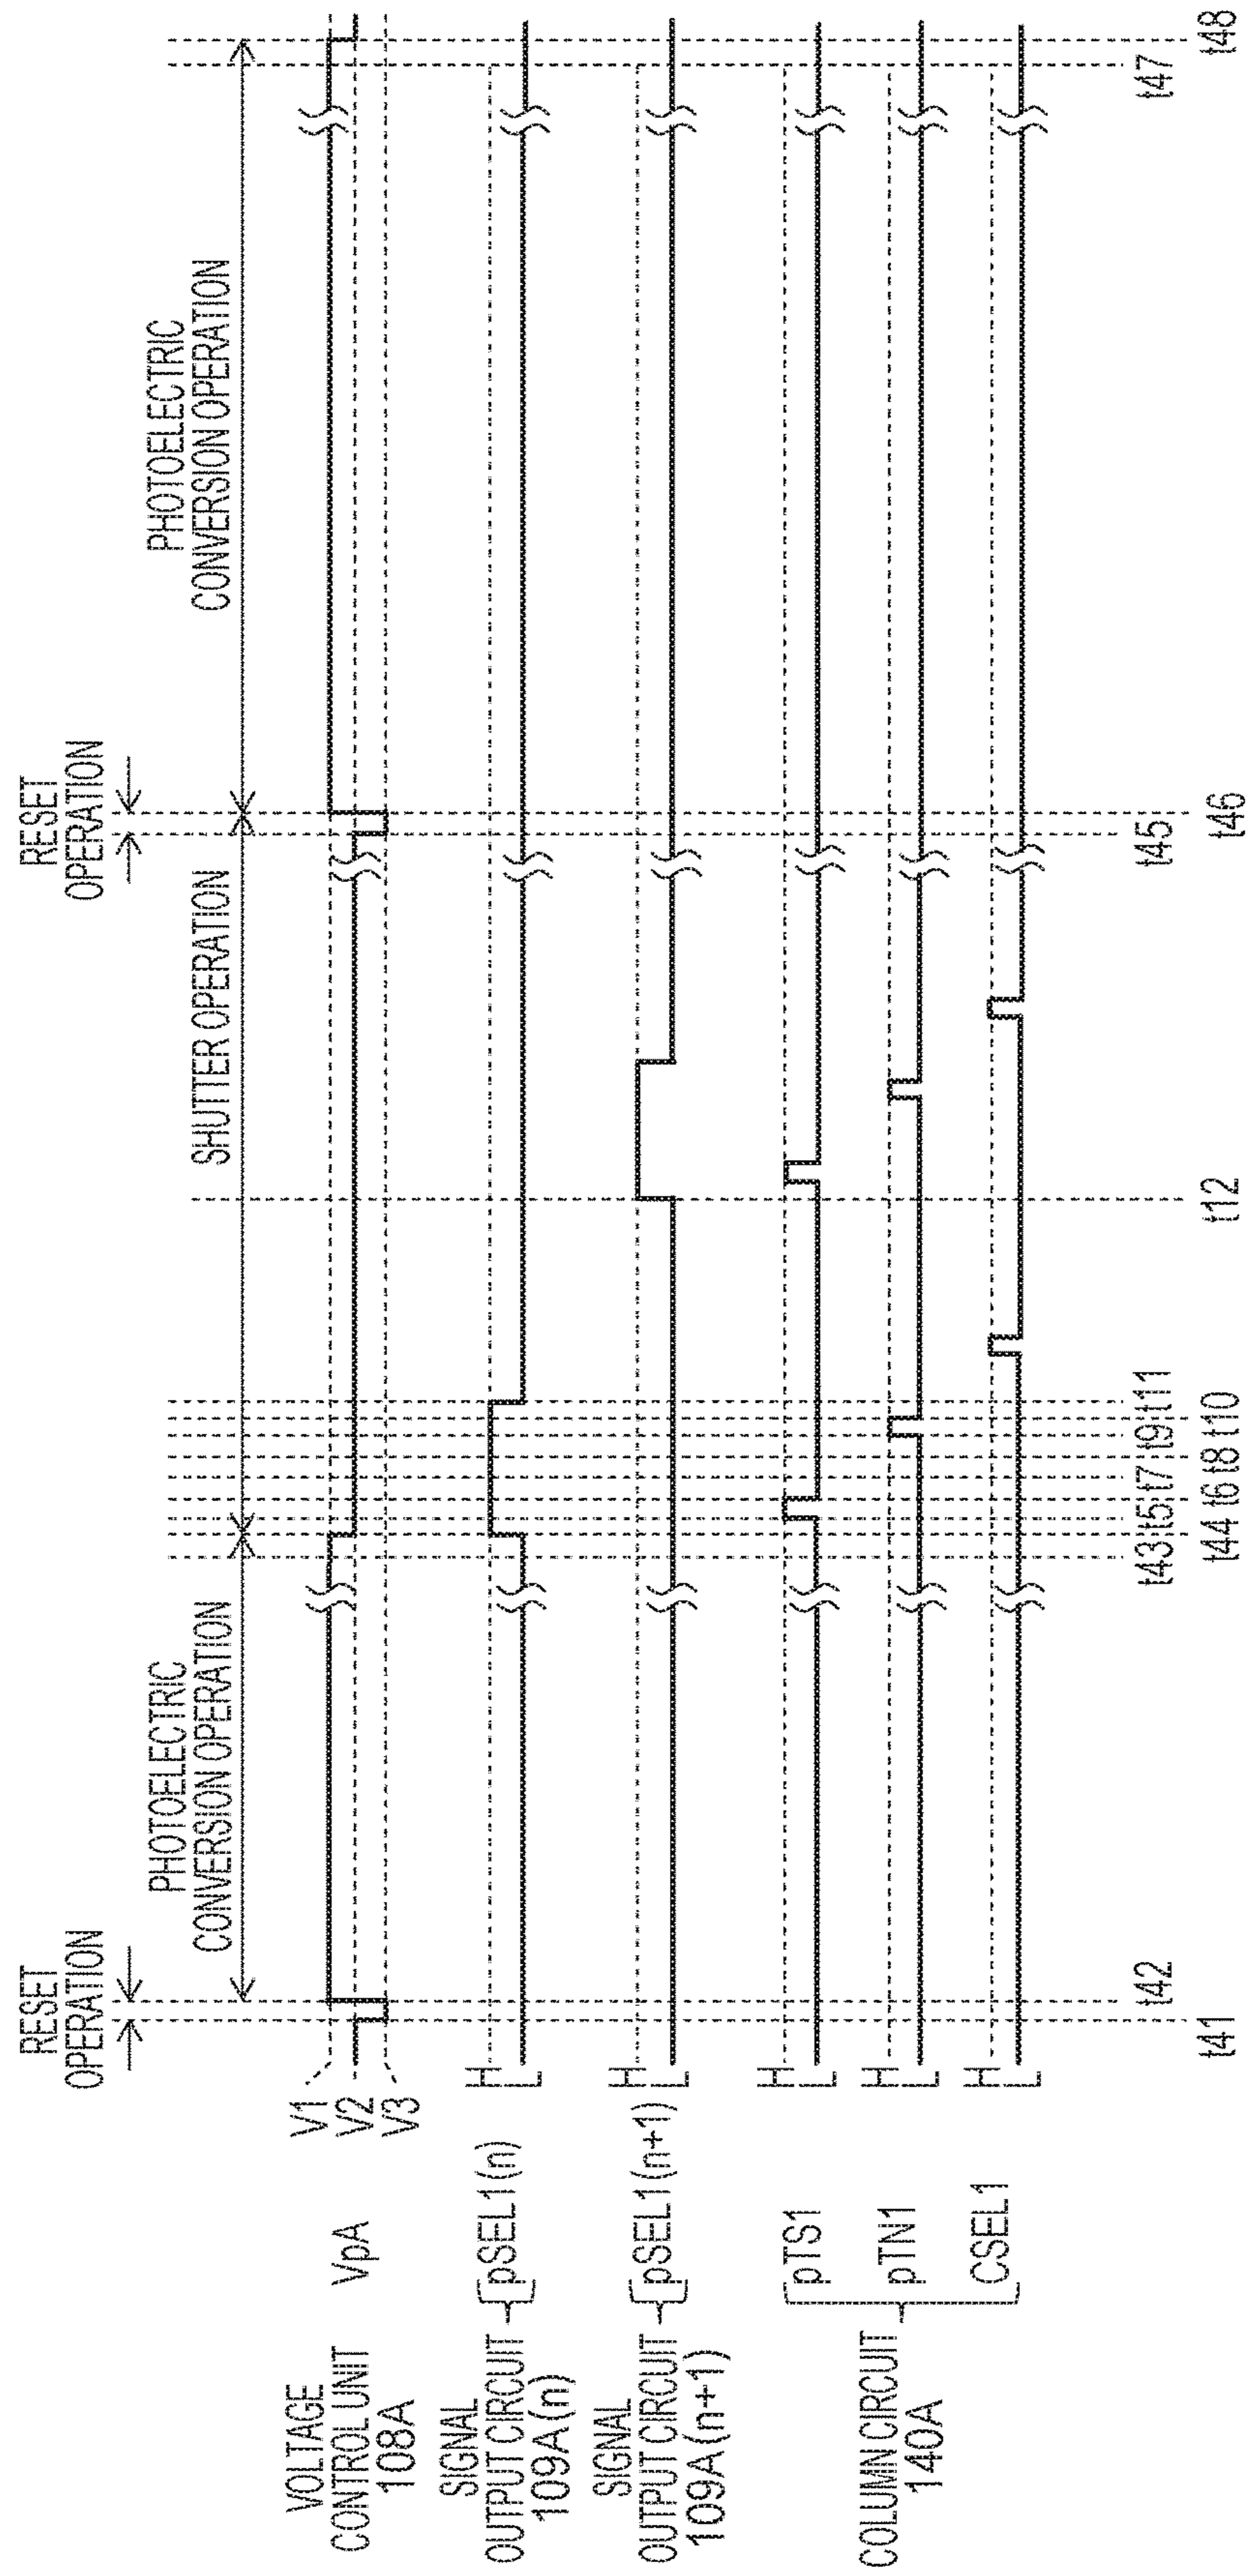 RESET
OPERATION
RESET
OPERATION
PHOTOELECTRIC
CONVERSION OPERATION
SHUTTER OPERATION
PHOTOELECTRIC
CONVERSION OPERATION
VOLTAGE
CONTROL UNIT
108A
VpA
V1
V2
V3
SIGNAL
OUTPUT CIRCUIT
109A(n)
pSEL1(n)
H
L
SIGNAL
OUTPUT CIRCUIT
109A(n+1)
pSEL1(n+1)
H
L
COLUMN CIRCUIT
140A
pTS1
H
L
pTN1
H
L
CSEL1
H
L
t42 t43 t5 t7 t9 t11 t45 t47
t41 t44 t6 t8 t10 t12 t46 t48